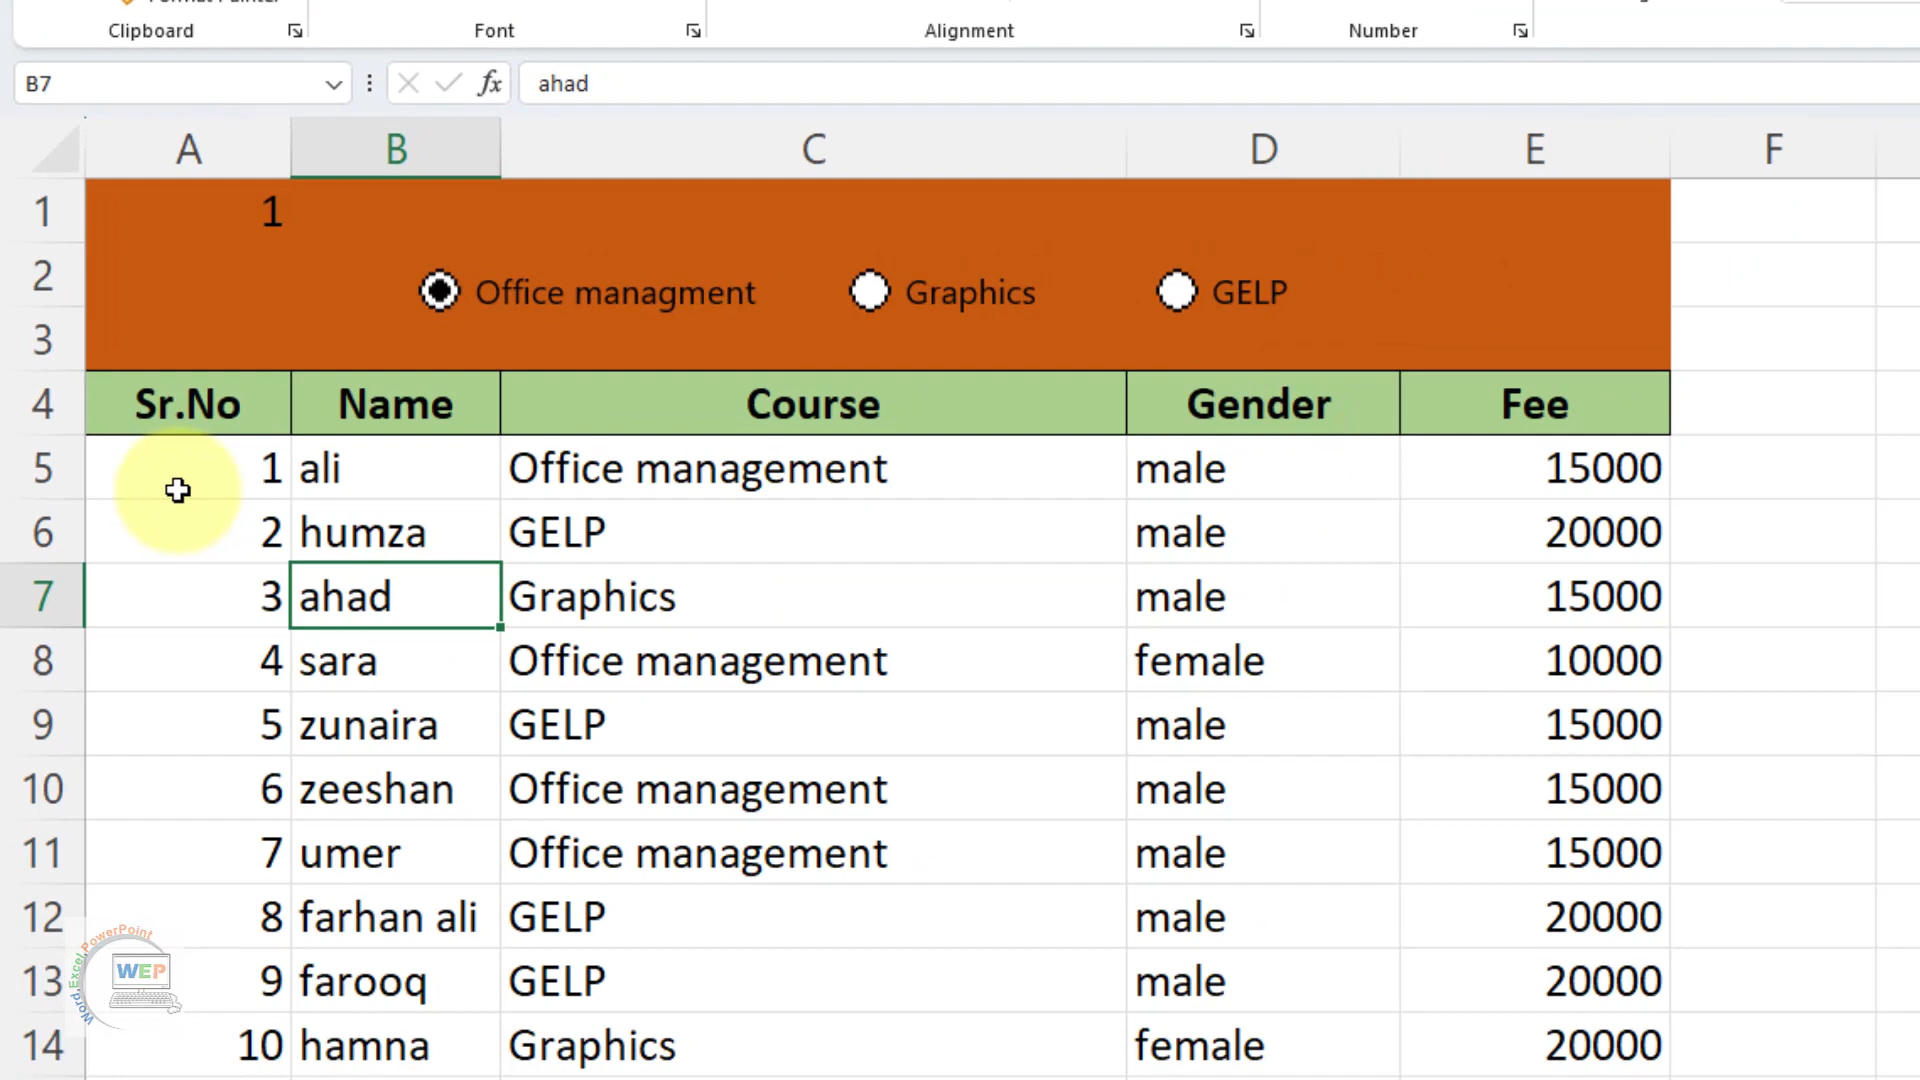 Clipboard Font Alignment Number
B7 fx ahad
A B C D E F
1 1
2 Office managment Graphics GELP
3
4 Sr.No Name Course Gender Fee
5 1 ali Office management male 15000
6 2 humza GELP male 20000
7 3 ahad Graphics male 15000
8 4 sara Office management female 10000
9 5 zunaira GELP male 15000
10 6 zeeshan Office management male 15000
11 7 umer Office management male 15000
12 8 farhan ali GELP male 20000
13 9 farooq GELP male 20000
14 10 hamna Graphics female 20000
Word,Excel,PowerPoint
WEP